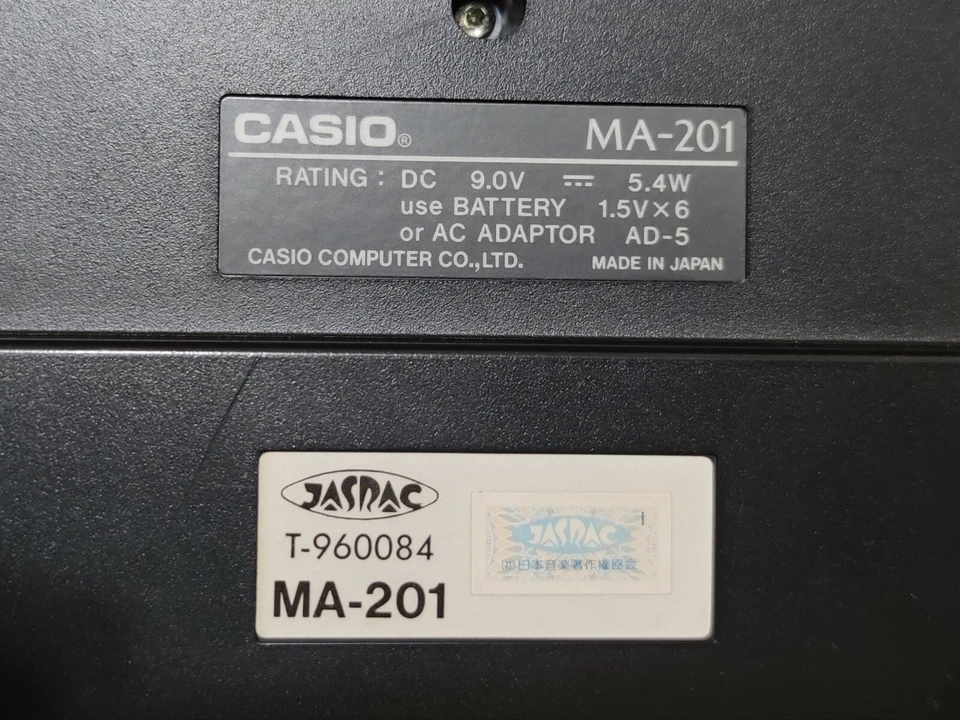 CASIO® MA-201
RATING : DC 9.0V ⎓ 5.4W
use BATTERY 1.5V×6
or AC ADAPTOR AD-5
CASIO COMPUTER CO.,LTD. MADE IN JAPAN
JASRAC
T-960084
MA-201
JASRAC
I
㈳日本音楽著作権協会